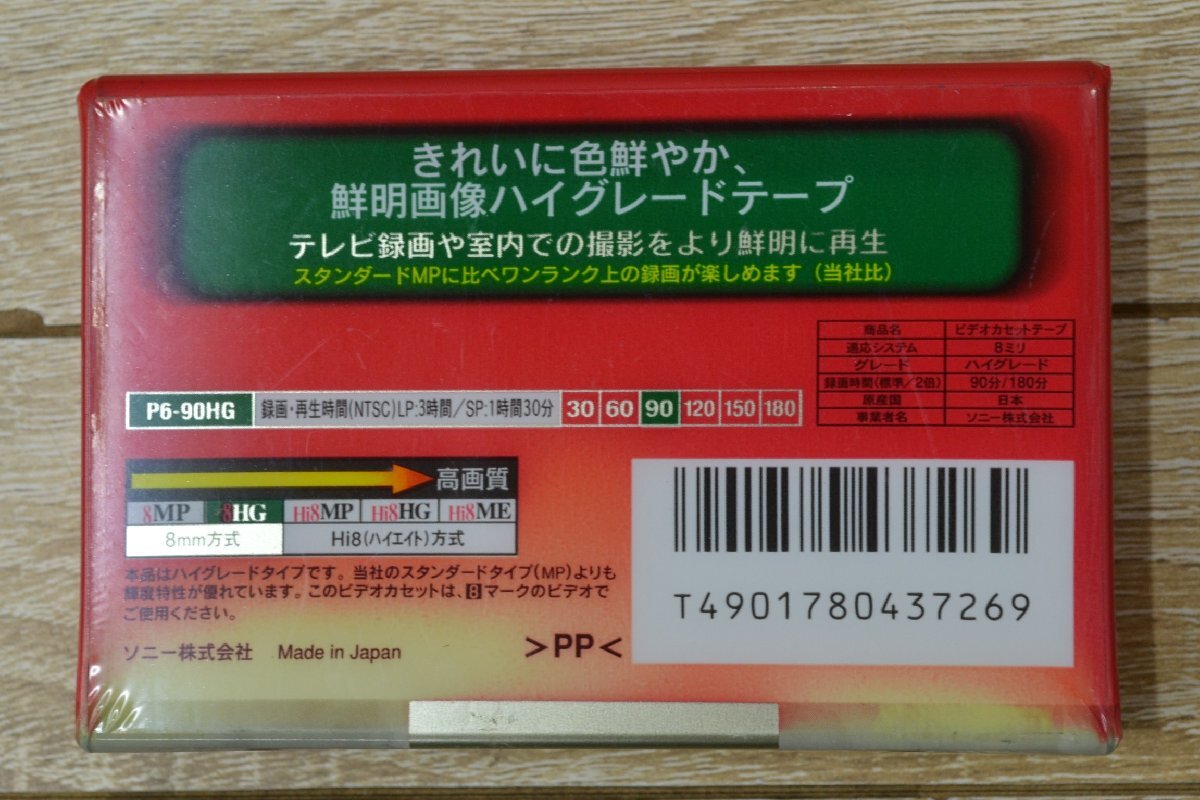 きれいに色鮮やか、
鮮明画像ハイグレードテープ
テレビ録画や室内での撮影をより鮮明に再生
スタンダードMPに比べワンランク上の録画が楽しめます（当社比）
商品名 ビデオカセットテープ
適応システム 8ミリ
グレード ハイグレード
録画時間(標準／2倍) 90分/180分
原産国 日本
事業者名 ソニー株式会社
P6-90HG 録画・再生時間(NTSC)LP:3時間／SP:1時間30分 30 60 90 120 150 180
高画質
8MP 8HG Hi8MP Hi8HG Hi8ME
8mm方式 Hi8(ハイエイト)方式
本品はハイグレードタイプです。当社のスタンダードタイプ(MP)よりも
輝度特性が優れています。このビデオカセットは、8マークのビデオで
ご使用ください。
ソニー株式会社 Made in Japan
>PP<
T4901780437269